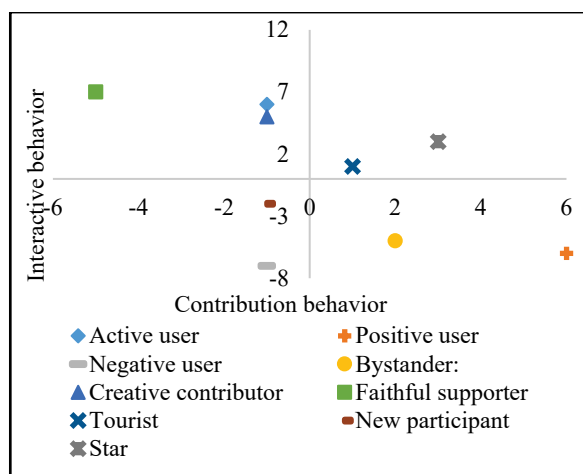 12
7
2
-6 -4 -2 0 2 4 6
-3
-8
Interactive behavior
Contribution behavior
Active user Positive user
Negative user Bystander:
Creative contributor Faithful supporter
Tourist New participant
Star